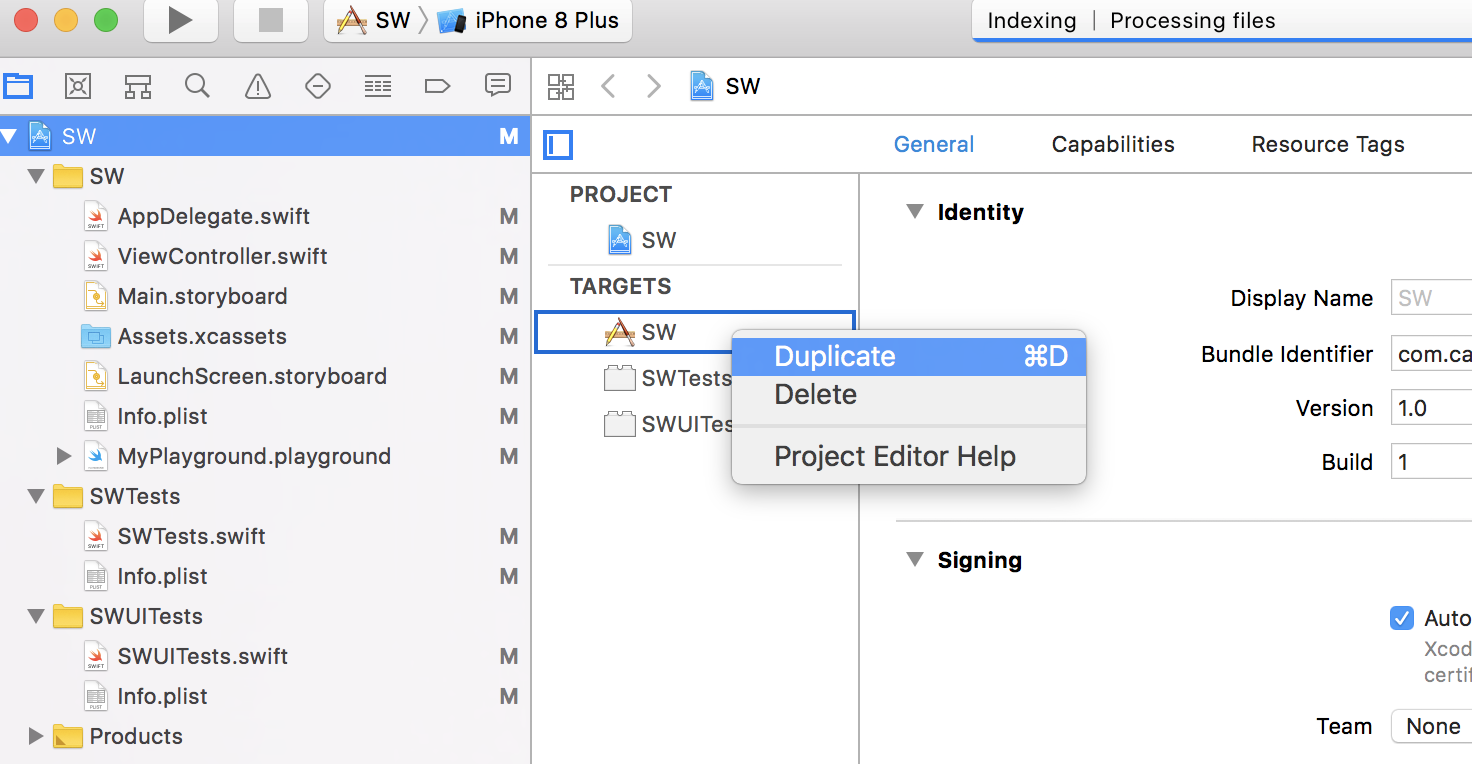 SW
iPhone 8 Plus
Indexing | Processing files
SW
SW M
SW
AppDelegate.swift M
ViewController.swift M
Main.storyboard M
Assets.xcassets M
LaunchScreen.storyboard M
Info.plist M
MyPlayground.playground M
SWTests
SWTests.swift M
Info.plist M
SWUITests
SWUITests.swift M
Info.plist M
Products
General
Capabilities
Resource Tags
PROJECT
SW
TARGETS
SW
SWTests
Duplicate ⌘D
Delete
Project Editor Help
Identity
Display Name SW
Bundle Identifier com.ca
Version 1.0
Build 1
Signing
Auto
Xcod
certif
Team None